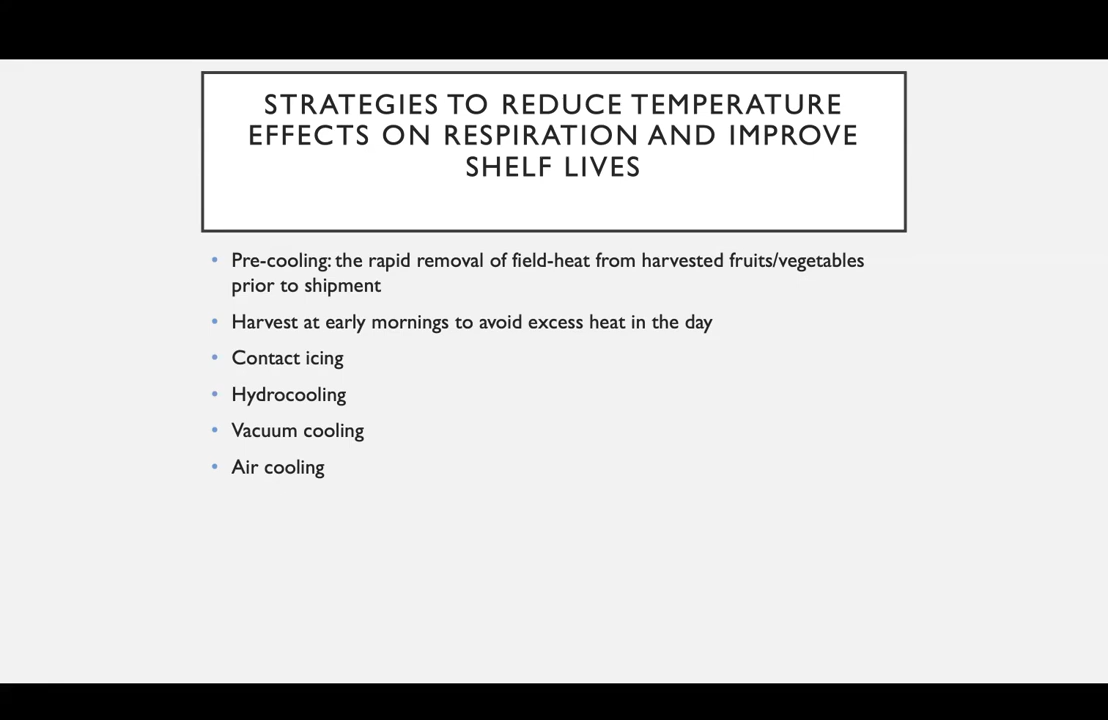 STRATEGIES TO REDUCE TEMPERATURE
EFFECTS ON RESPIRATION AND IMPROVE
SHELF LIVES
• Pre-cooling: the rapid removal of field-heat from harvested fruits/vegetables
prior to shipment
• Harvest at early mornings to avoid excess heat in the day
• Contact icing
• Hydrocooling
• Vacuum cooling
• Air cooling